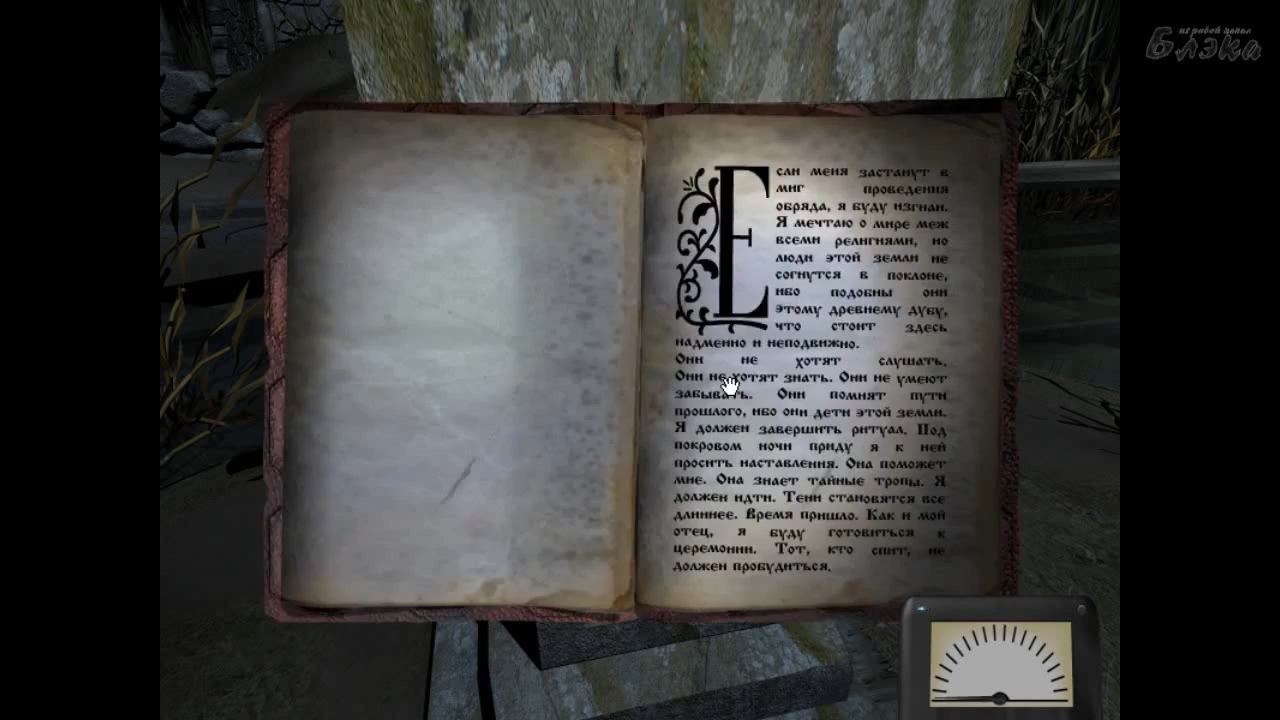 игровой канал
Блэка
Если меня застанут в
миг проведения
обряда, я буду изгнан.
Я мечтаю о мире меж
всеми религиями, но
люди этой земли не
согнутся в поклоне,
ибо подобны они
этому древнему дубу,
что стоит здесь
надменно и неподвижно.
Они не хотят слушать.
Они не хотят знать. Они не умеют
забывать. Они помнят пути
прошлого, ибо они дети этой земли.
Я должен завершить ритуал. Под
покровом ночи приду я к ней
просить наставления. Она поможет
мне. Она знает тайные тропы. Я
должен идти. Тени становятся все
длиннее. Время пришло. Как и мой
отец, я буду готовиться к
церемонии. Тот, кто спит, не
должен пробудиться.